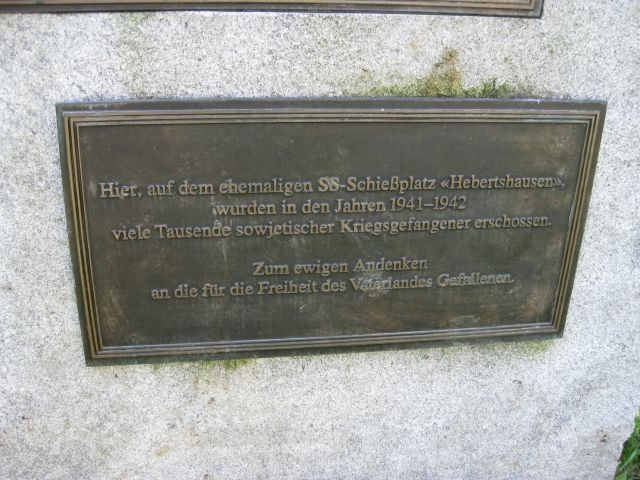 Hier, auf dem ehemaligen SS-Schießplatz «Hebertshausen»,
wurden in den Jahren 1941–1942
viele Tausende sowjetischer Kriegsgefangener erschossen.
Zum ewigen Andenken
an die für die Freiheit des Vaterlandes Gefallenen.